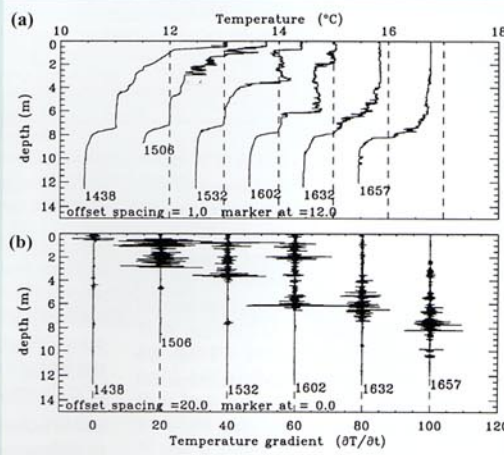 Temperature (°C)
10 12 13 14 15 16 17 18
(a)
depth (m)
0
2
4
6
8
10
12
14
1438
1506
1532
1602
1632
1657
offset spacing = 1.0 marker at =12.0
(b)
depth (m)
0
2
4
6
8
10
12
14
1438
1506
1532
1602
1632
1657
offset spacing =20.0 marker at = 0.0
0 20 40 60 80 100 120
Temperature gradient (∂T/∂t)